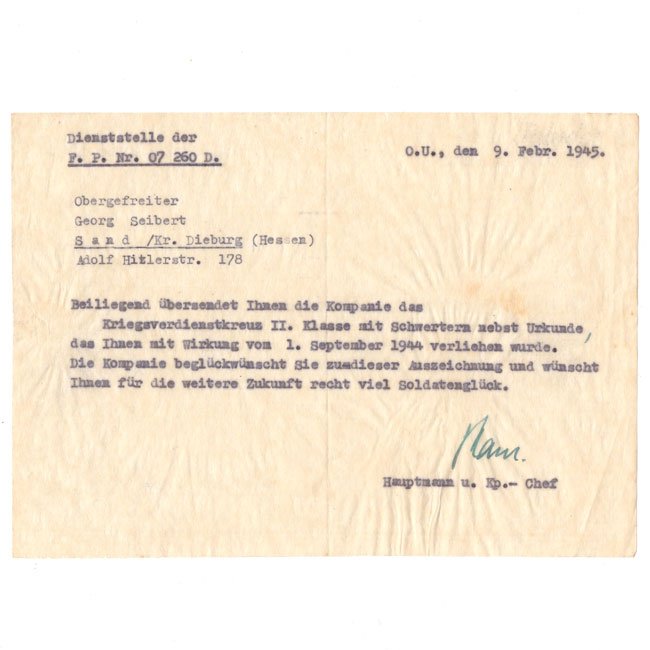 Dienststelle der
F. P. Nr. 07 260 D.
O.U., den 9. Febr. 1945.
Obergefreiter
Georg Seibert
S a n d /Kr. Dieburg (Hessen)
Adolf Hitlerstr. 178
Beiliegend übersendet Ihnen die Kompanie das
Kriegsverdienstkreuz II. Klasse mit Schwertern nebst Urkunde,
das Ihnen mit Wirkung vom 1. September 1944 verliehen wurde.
Die Kompanie beglückwünscht Sie zu dieser Auszeichnung und wünscht
Ihnen für die weitere Zukunft recht viel Soldatenglück.
Hauptmann u. Kp.- Chef